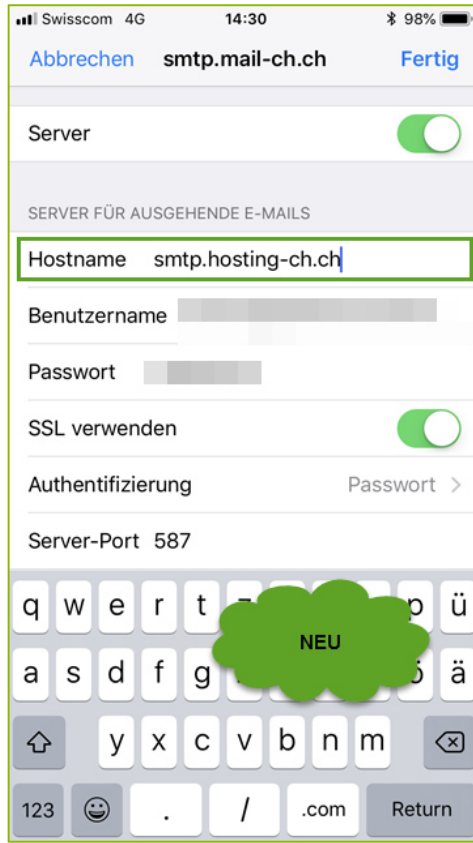 Swisscom 4G 14:30 98%
Abbrechen smtp.mail-ch.ch Fertig
Server
SERVER FÜR AUSGEHENDE E-MAILS
Hostname smtp.hosting-ch.ch
Benutzername
Passwort
SSL verwenden
Authentifizierung Passwort >
Server-Port 587
q w e r t p ü
NEU
a s d f g ö ä
y x c v b n m
123 . / .com Return